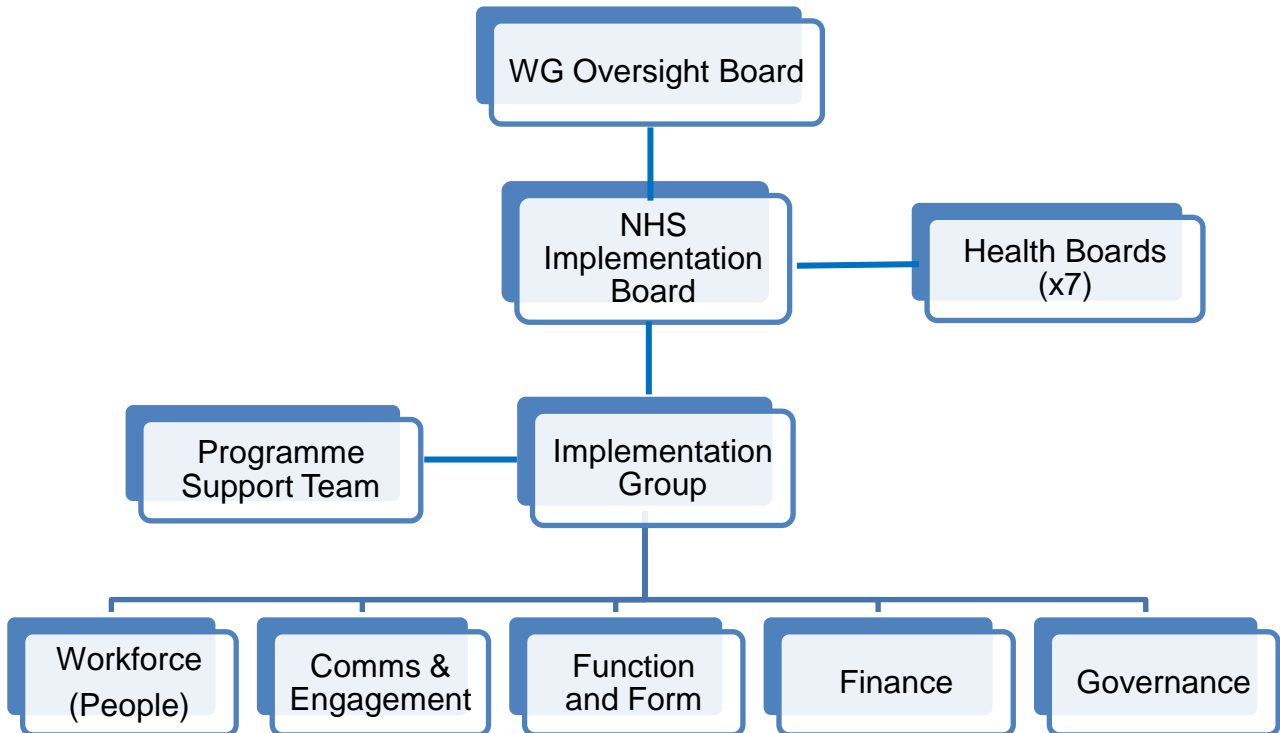 WG Oversight Board
NHS
Implementation
Board
Health Boards
(x7)
Programme
Support Team
Implementation
Group
Workforce
(People)
Comms &
Engagement
Function
and Form
Finance
Governance